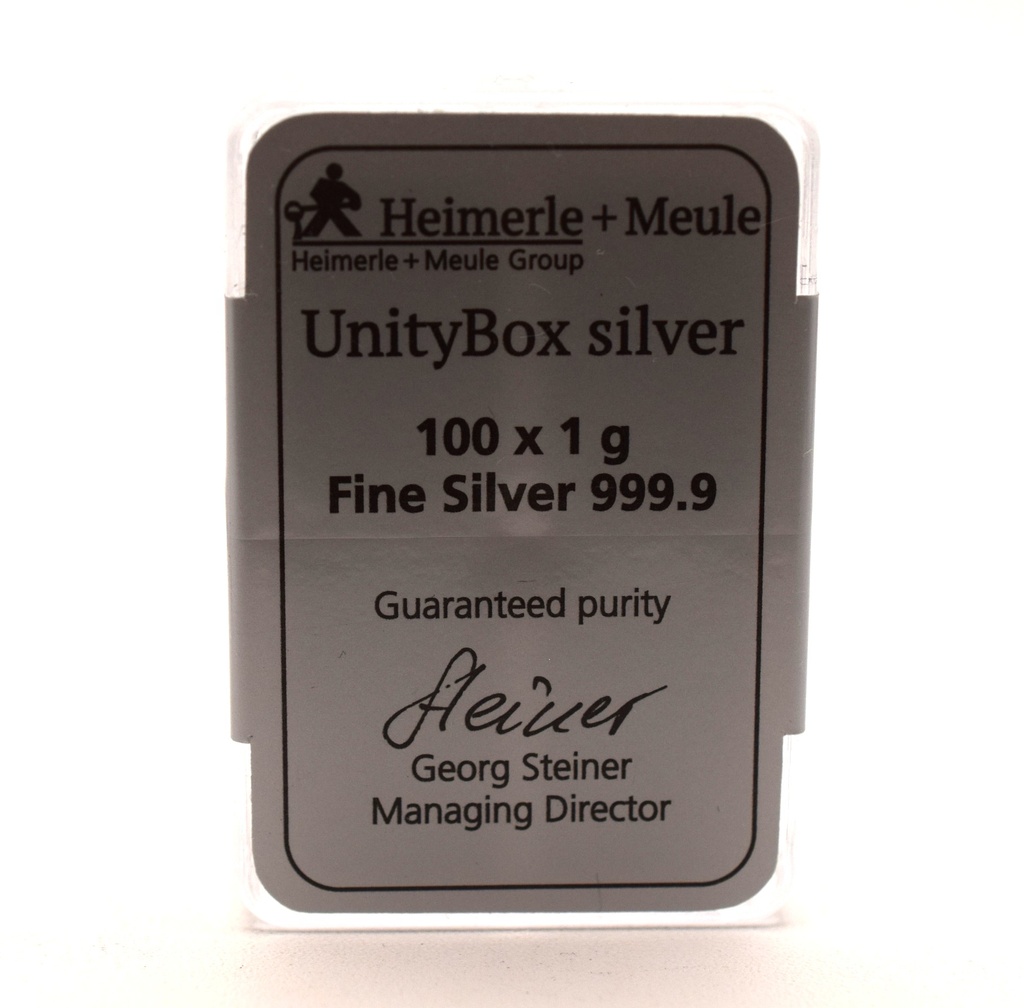 Heimerle + Meule
Heimerle + Meule Group
UnityBox silver
100 x 1 g
Fine Silver 999.9
Guaranteed purity
Steiner
Georg Steiner
Managing Director